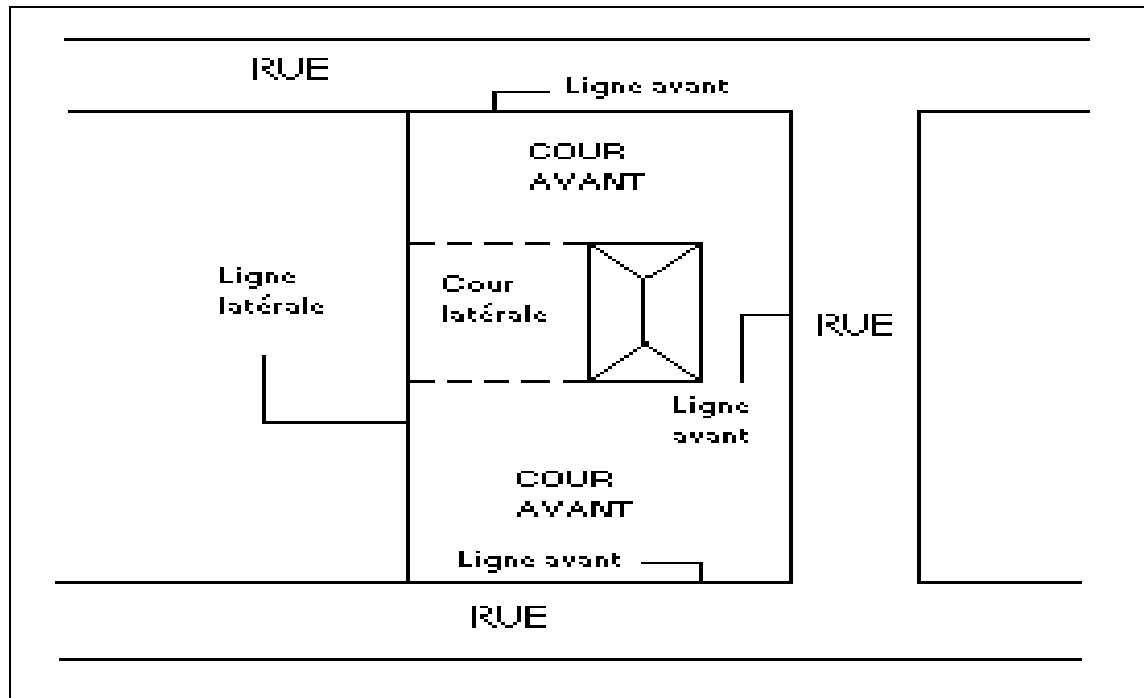 RUE
Ligne avant
COUR
AVANT
Ligne
latérale
Cour
latérale
RUE
Ligne
avant
COUR
AVANT
Ligne avant
RUE